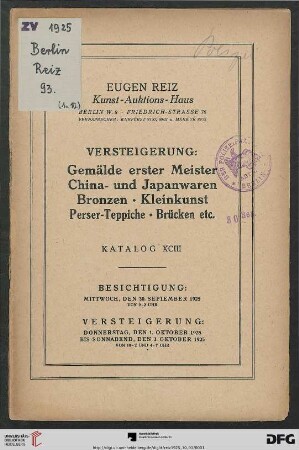 ZV 1925
Berlin
Reiz
93.
EUGEN REIZ
Kunst-Auktions-Haus
BERLIN W. 8 · FRIEDRICH-STRASSE 76
VERSTEIGERUNG:
Gemälde erster Meister
China- und Japanwaren
Bronzen · Kleinkunst
Perser-Teppiche · Brücken etc.
KATALOG XCIII
BESICHTIGUNG:
MITTWOCH, DEN 30. SEPTEMBER 1925
VERSTEIGERUNG:
DONNERSTAG, DEN 1. OKTOBER 1925
BIS SONNABEND, DEN 3. OKTOBER 1925
UNIVERSITÄTS-
BIBLIOTHEK
HEIDELBERG
DFG